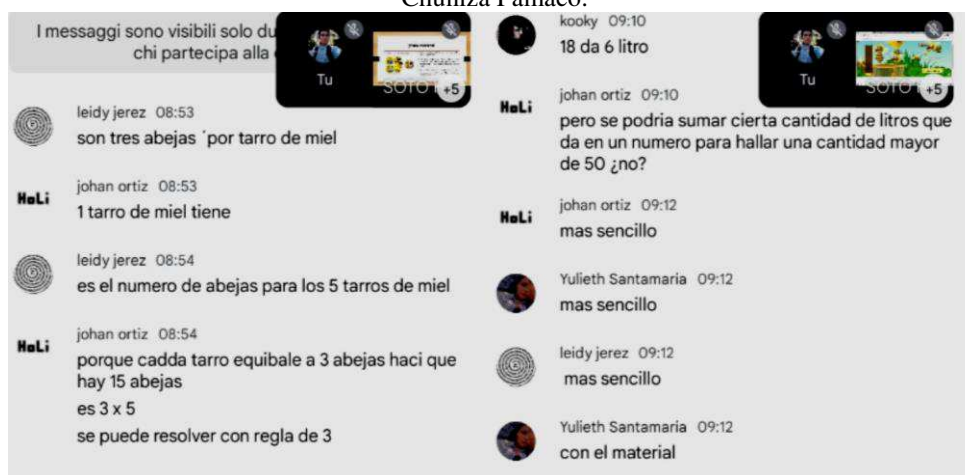 Chuniza Famaco.
I messaggi sono visibili solo du
chi partecipa alla
Tu
SOTO
+5
leidy jerez 08:53
son tres abejas ´por tarro de miel
HoLi
johan ortiz 08:53
1 tarro de miel tiene
leidy jerez 08:54
es el numero de abejas para los 5 tarros de miel
HoLi
johan ortiz 08:54
porque cadda tarro equibale a 3 abejas haci que
hay 15 abejas
es 3 x 5
se puede resolver con regla de 3
kooky 09:10
18 da 6 litro
Tu
SOTO
+5
HoLi
johan ortiz 09:10
pero se podria sumar cierta cantidad de litros que
da en un numero para hallar una cantidad mayor
de 50 ¿no?
HoLi
johan ortiz 09:12
mas sencillo
Yulieth Santamaria 09:12
mas sencillo
leidy jerez 09:12
mas sencillo
Yulieth Santamaria 09:12
con el material